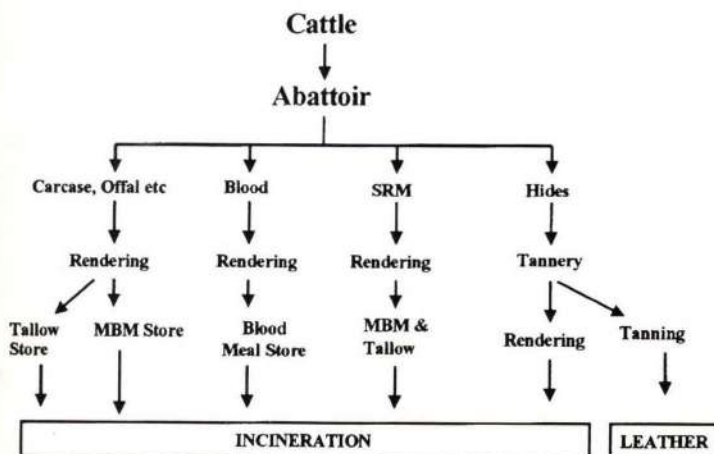 Cattle
Abattoir
Carcase, Offal etc Blood SRM Hides
Rendering Rendering Rendering Tannery
Tallow Store MBM Store Blood Meal Store MBM & Tallow Rendering Tanning
INCINERATION LEATHER